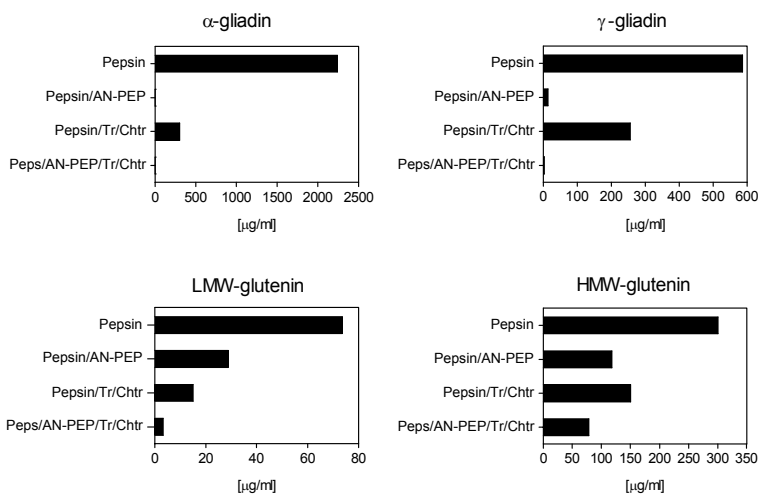 α-gliadin
Pepsin
Pepsin/AN-PEP
Pepsin/Tr/Chtr
Peps/AN-PEP/Tr/Chtr
0 500 1000 1500 2000 2500
[μg/ml]
γ-gliadin
Pepsin
Pepsin/AN-PEP
Pepsin/Tr/Chtr
Peps/AN-PEP/Tr/Chtr
0 100 200 300 400 500 600
[μg/ml]
LMW-glutenin
Pepsin
Pepsin/AN-PEP
Pepsin/Tr/Chtr
Peps/AN-PEP/Tr/Chtr
0 20 40 60 80
[μg/ml]
HMW-glutenin
Pepsin
Pepsin/AN-PEP
Pepsin/Tr/Chtr
Peps/AN-PEP/Tr/Chtr
0 50 100 150 200 250 300 350
[μg/ml]